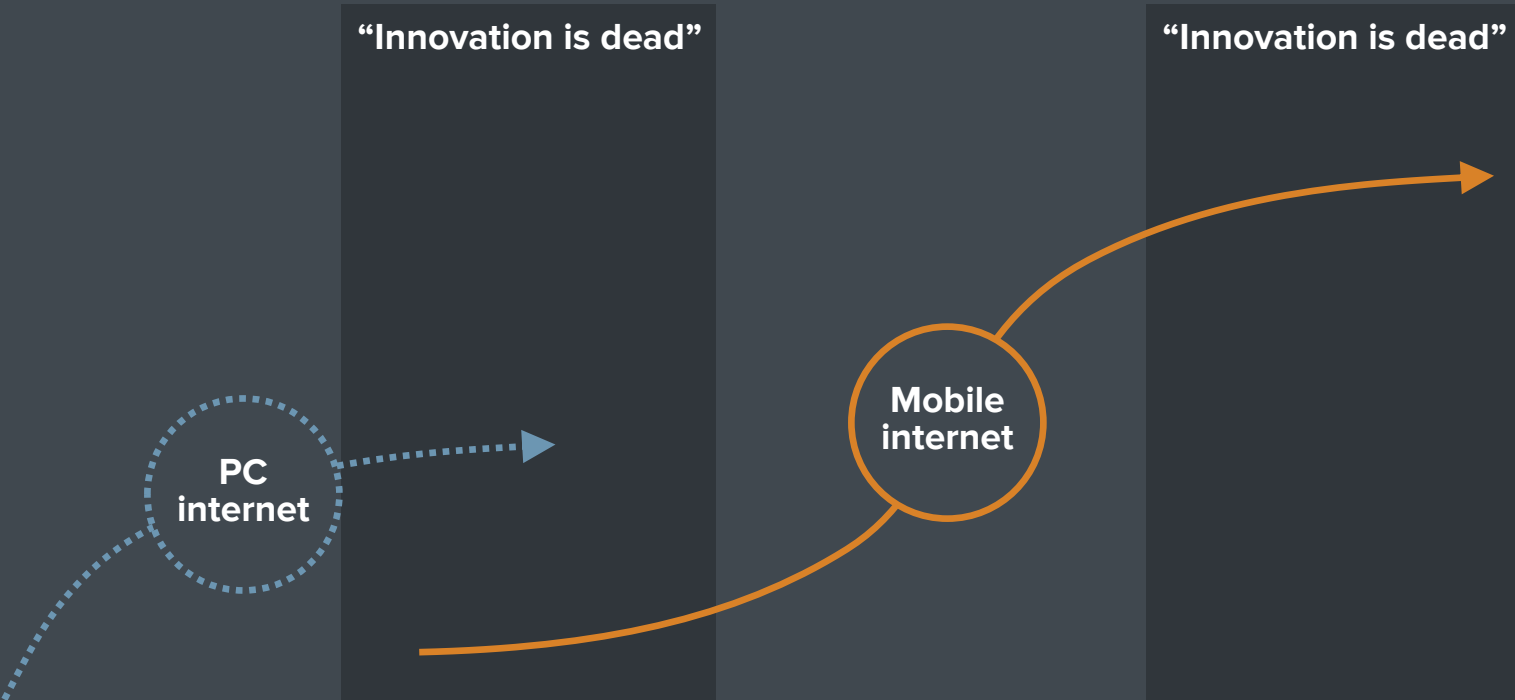 “Innovation is dead”
“Innovation is dead”
PC
internet
Mobile
internet